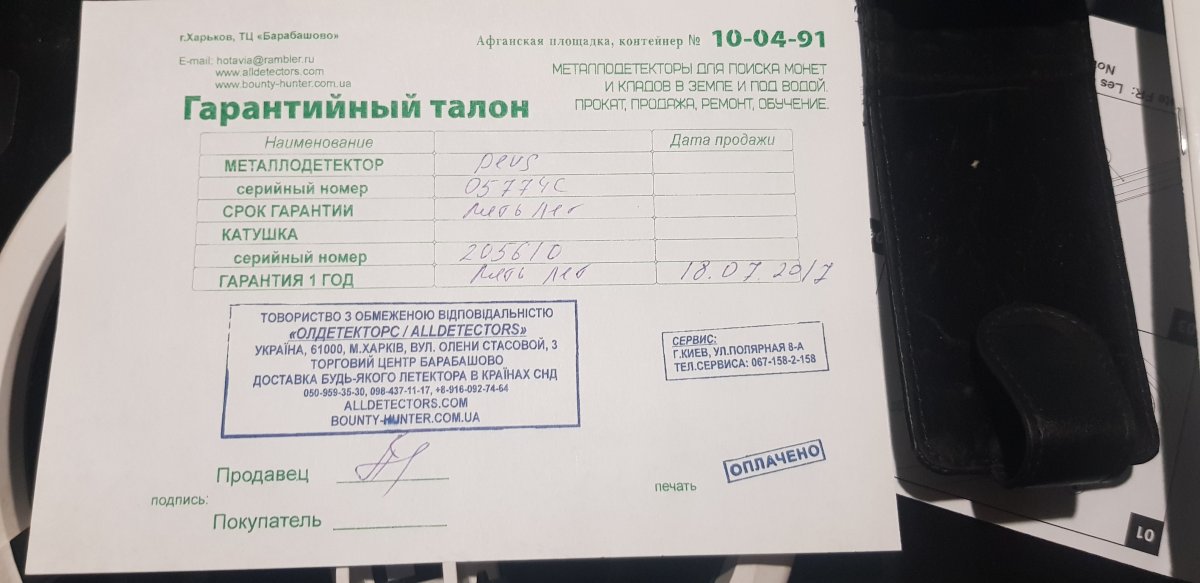 г.Харьков, ТЦ «Барабашово»
Афганская площадка, контейнер № 10-04-91
E-mail: hotavia@rambler.ru
www.alldetectors.com
www.bounty-hunter.com.ua
МЕТАЛЛОДЕТЕКТОРЫ ДЛЯ ПОИСКА МОНЕТ
И КЛАДОВ В ЗЕМЛЕ И ПОД ВОДОЙ.
ПРОКАТ, ПРОДАЖА, РЕМОНТ, ОБУЧЕНИЕ.
Гарантийный талон
Наименование Дата продажи
МЕТАЛЛОДЕТЕКТОР Deus
серийный номер 05774C
СРОК ГАРАНТИИ пять лет
КАТУШКА
серийный номер 205610
ГАРАНТИЯ 1 ГОД пять лет 18.07.2017
ТОВОРИСТВО З ОБМЕЖЕНОЮ ВІДПОВІДАЛЬНІСТЮ
«ОЛДЕТЕКТОРС / ALLDETECTORS»
УКРАЇНА, 61000, М.ХАРКІВ, ВУЛ. ОЛЕНИ СТАСОВОЙ, 3
ТОРГОВИЙ ЦЕНТР БАРАБАШОВО
ДОСТАВКА БУДЬ-ЯКОГО ЛЕТЕКТОРА В КРАЇНАХ СНД
050-959-35-30, 098-437-11-17, +8-916-092-74-64
ALLDETECTORS.COM
BOUNTY-HUNTER.COM.UA
СЕРВИС:
Г.КИЕВ, УЛ.ПОЛЯРНАЯ 8-А
ТЕЛ.СЕРВИСА: 067-158-2-158
Продавец
ОПЛАЧЕНО
печать
подпись:
Покупатель
FR: Les
01